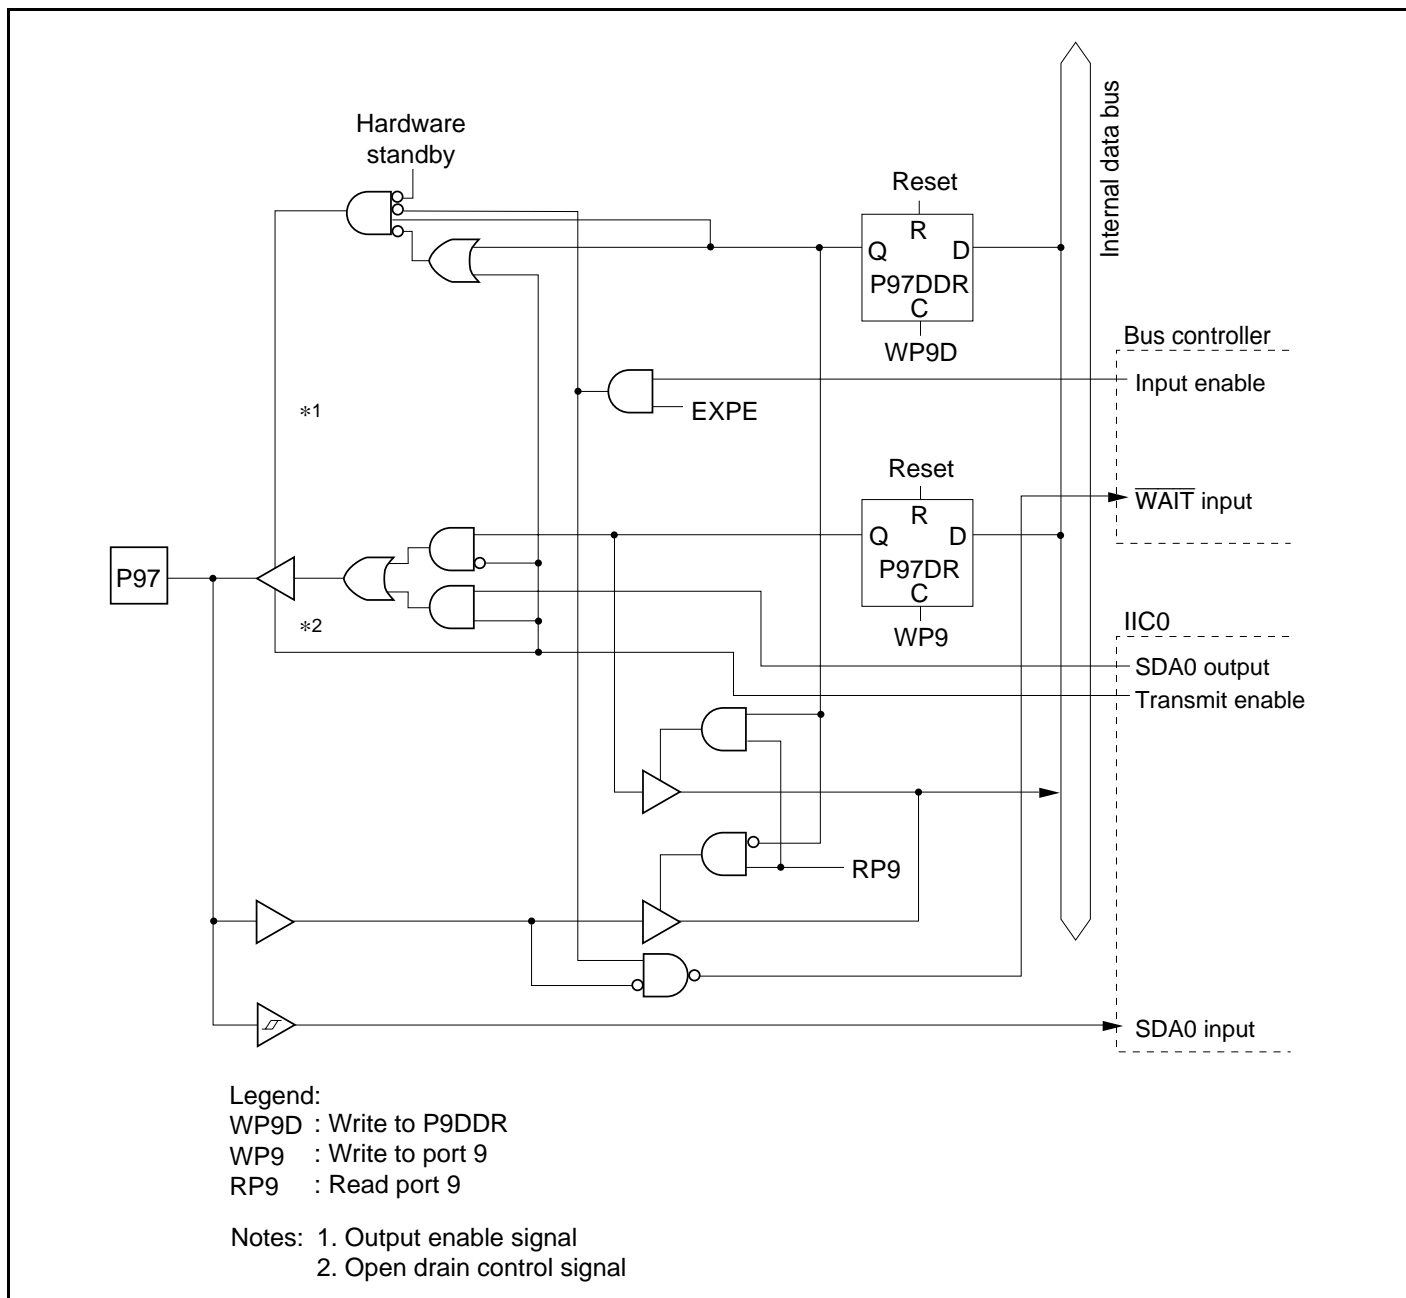 Hardware
standby
Reset
R
Q
D
P97DDR
C
WP9D
Internal data bus
Bus controller
Input enable
EXPE
*1
Reset
R
Q
D
P97DR
C
WP9
WAIT input
P97
*2
IIC0
SDA0 output
Transmit enable
RP9
SDA0 input
Legend:
WP9D : Write to P9DDR
WP9 : Write to port 9
RP9 : Read port 9
Notes: 1. Output enable signal
2. Open drain control signal